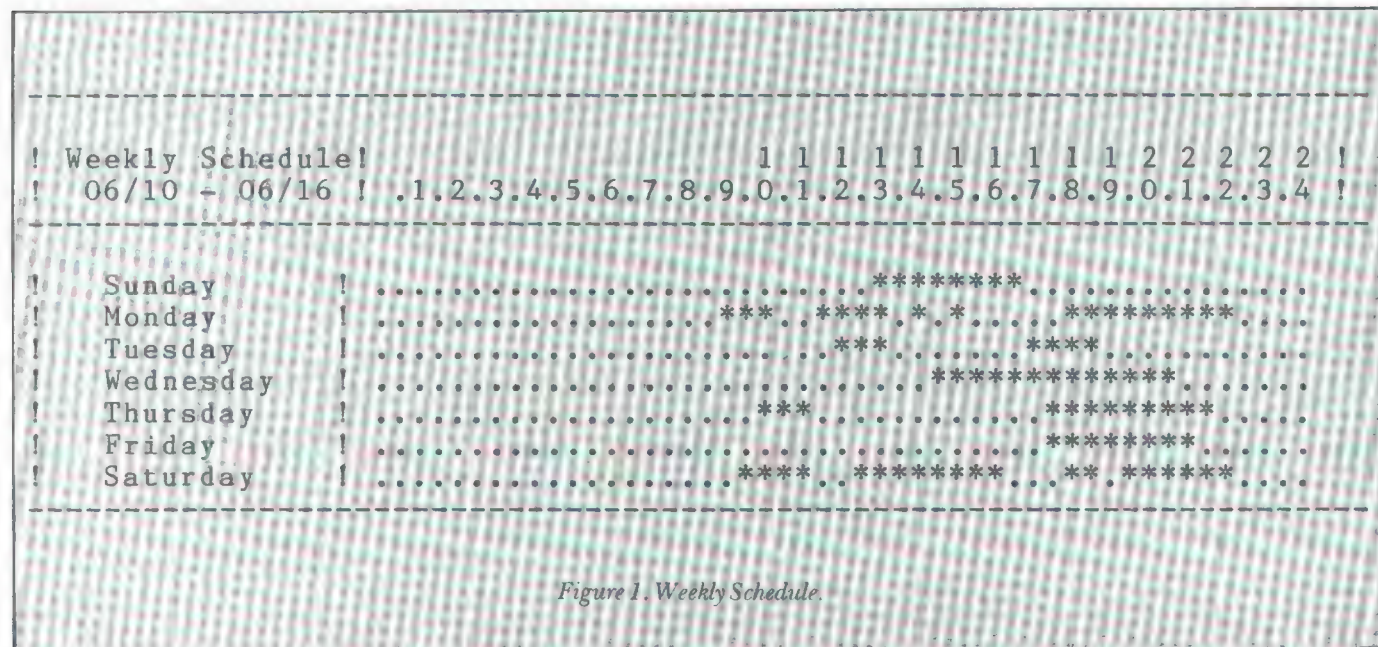 ! Weekly Schedule! 1 1 1 1 1 1 1 1 1 1 2 2 2 2 2 !
! 06/10 - 06/16 ! .1.2.3.4.5.6.7.8.9.0.1.2.3.4.5.6.7.8.9.0.1.2.3.4 !
! Sunday ! ..........................********...............
! Monday ! ..................***..****.*.*.....*********....
! Tuesday ! ........................***.......****...........
! Wednesday ! .............................*************.......
! Thursday ! ....................***............*********.....
! Friday ! ...................................********......
! Saturday ! ...................****..********...**.******....
Figure 1. Weekly Schedule.